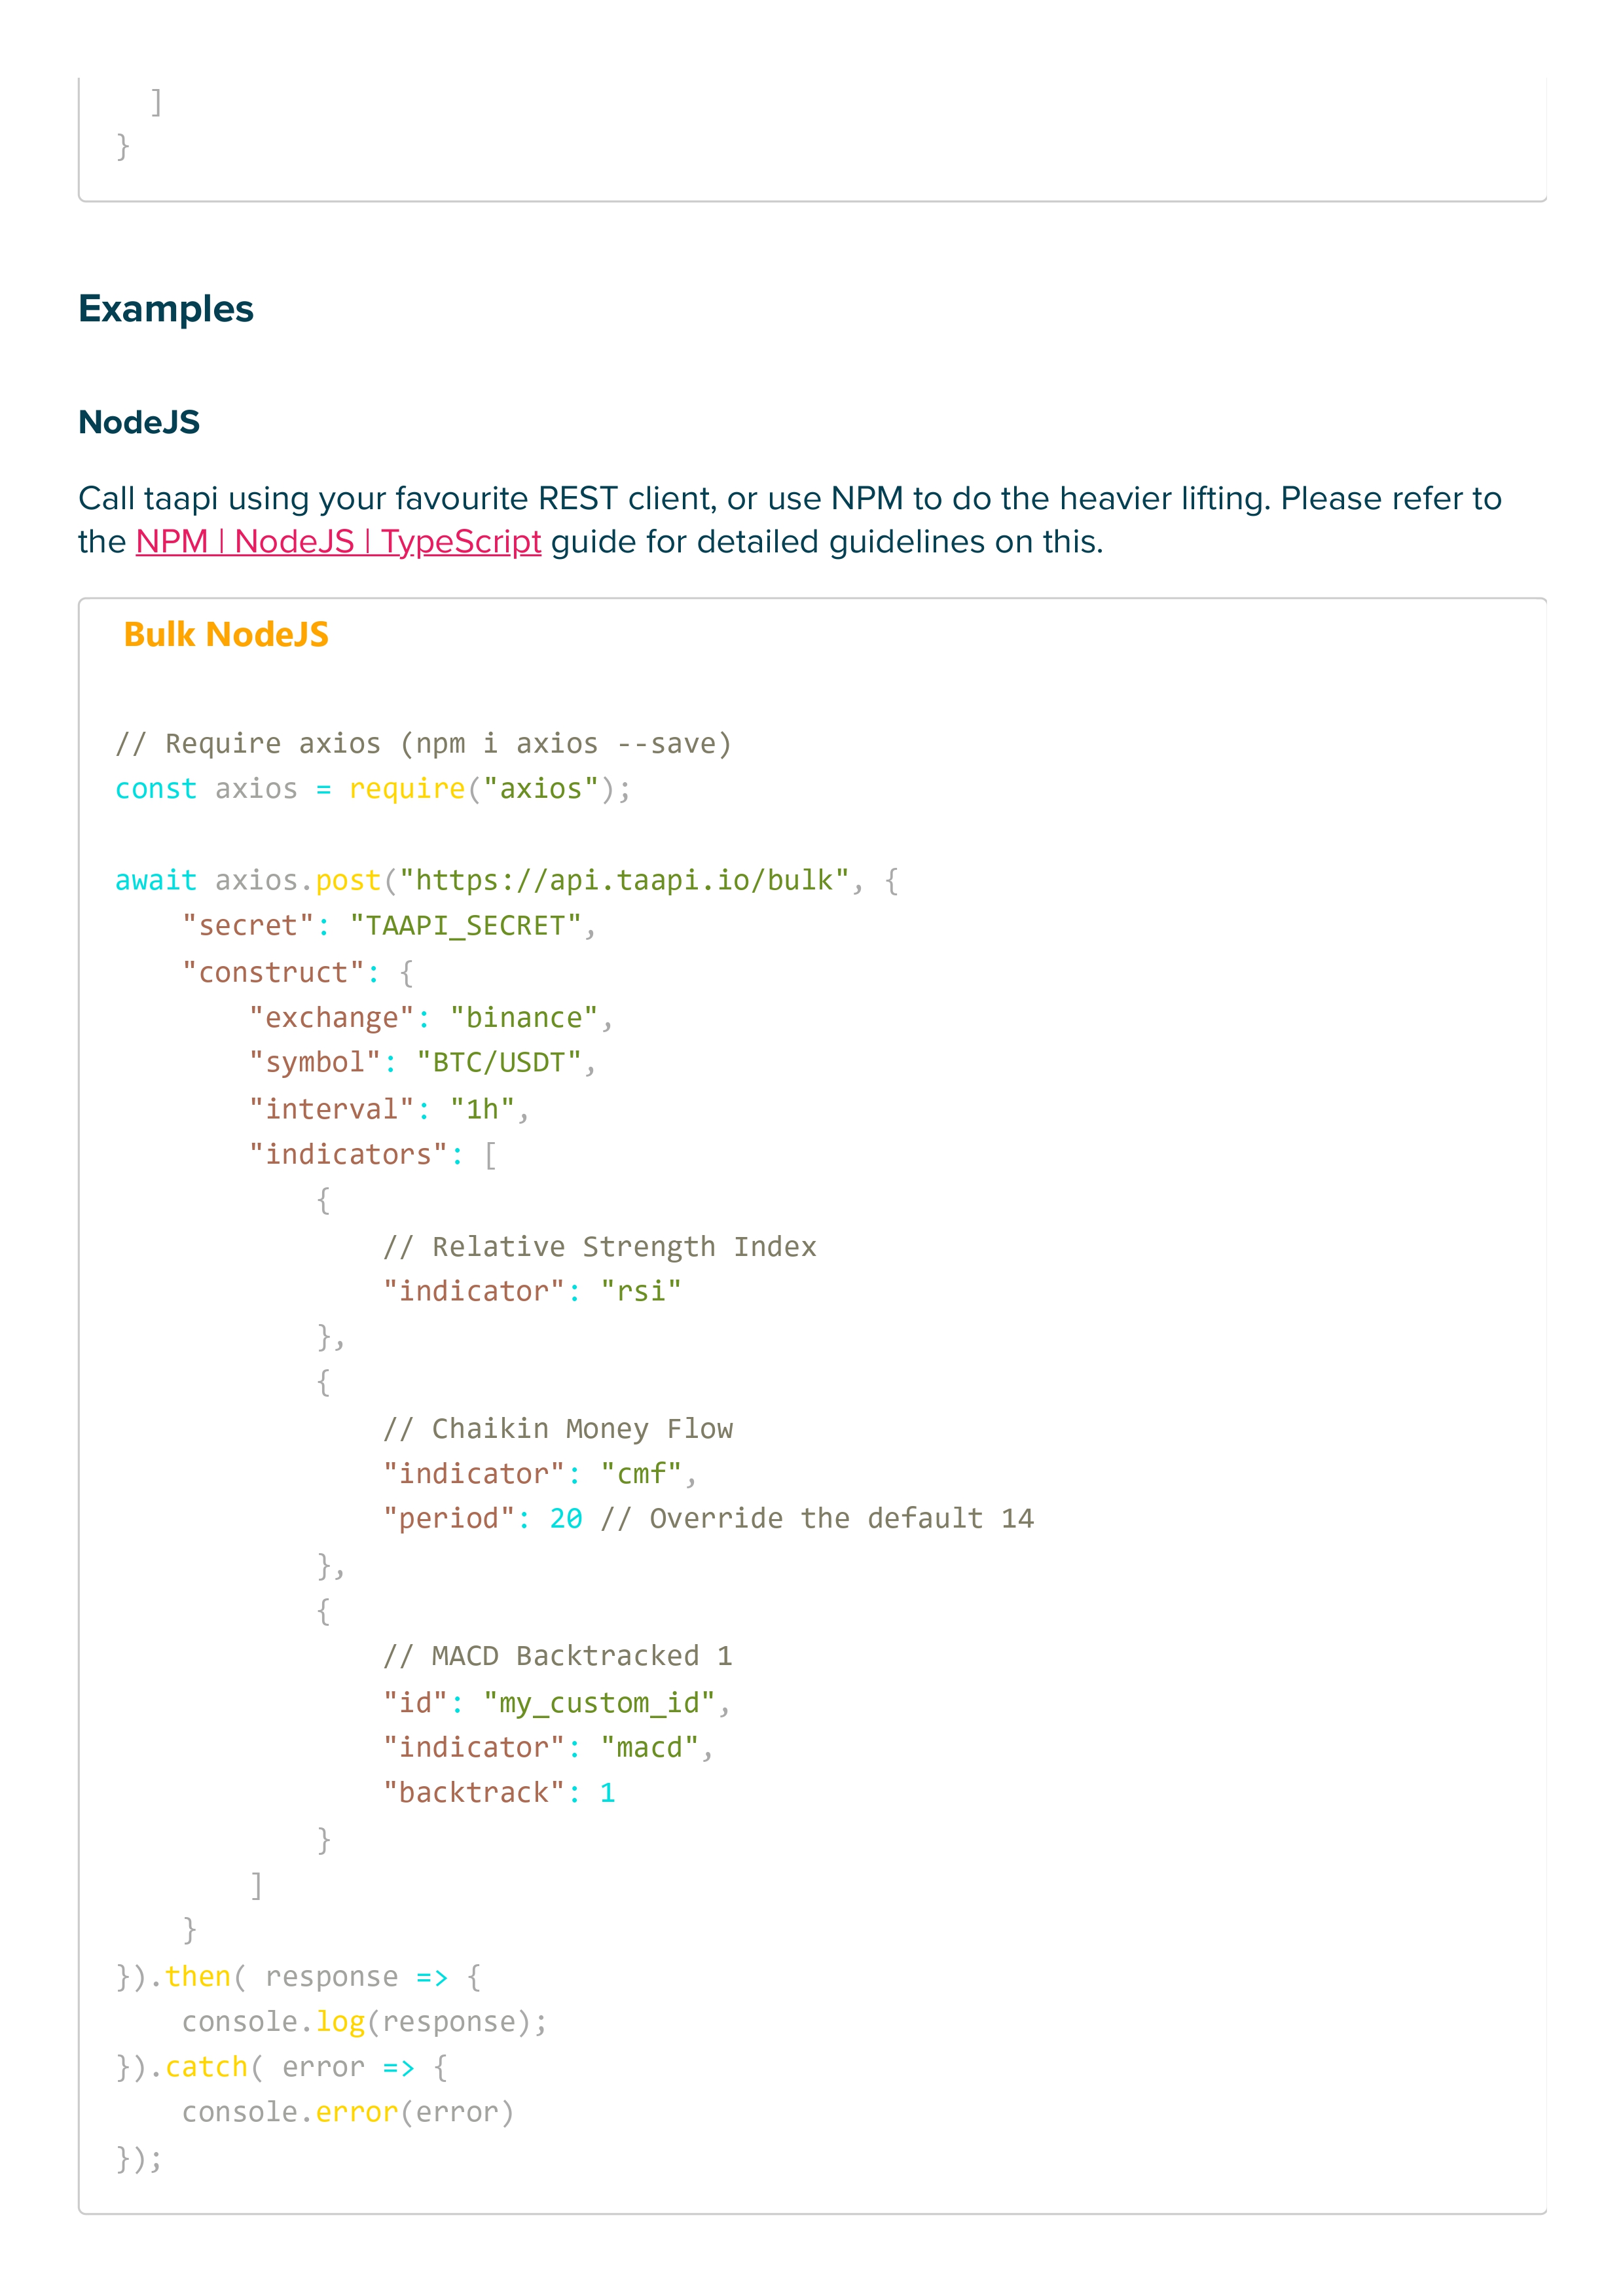 ]
}
Examples
NodeJS
Call taapi using your favourite REST client, or use NPM to do the heavier lifting. Please refer to
the NPM | NodeJS | TypeScript guide for detailed guidelines on this.
Bulk NodeJS
// Require axios (npm i axios --save)
const axios = require("axios");
await axios.post("https://api.taapi.io/bulk", {
    "secret": "TAAPI_SECRET",
    "construct": {
        "exchange": "binance",
        "symbol": "BTC/USDT",
        "interval": "1h",
        "indicators": [
            {
                // Relative Strength Index
                "indicator": "rsi"
            },
            {
                // Chaikin Money Flow
                "indicator": "cmf",
                "period": 20 // Override the default 14
            },
            {
                // MACD Backtracked 1
                "id": "my_custom_id",
                "indicator": "macd",
                "backtrack": 1
            }
        ]
    }
}).then( response => {
    console.log(response);
}).catch( error => {
    console.error(error)
});